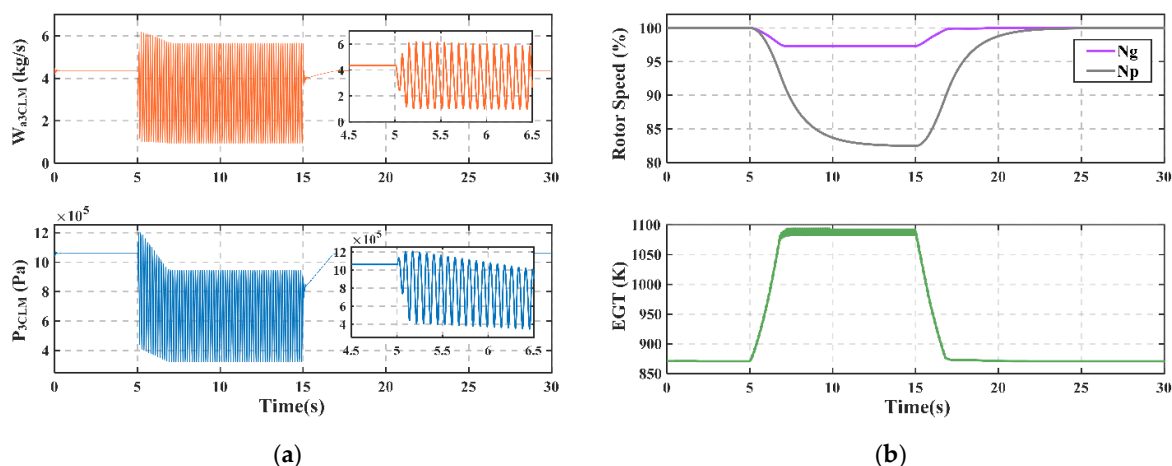 W_a3CLM (kg/s)
6
4
2
0
0 5 10 15 20 25 30
6
4
2
0
4.5 5 5.5 6 6.5
×10^5
P_3CLM (Pa)
12
10
8
6
4
0 5 10 15 20 25 30
×10^5
12
10
8
6
4
4.5 5 5.5 6 6.5
Time(s)
(a)
Rotor Speed (%)
100
95
90
85
80
0 5 10 15 20 25 30
Ng
Np
EGT (K)
1100
1050
1000
950
900
850
0 5 10 15 20 25 30
Time(s)
(b)